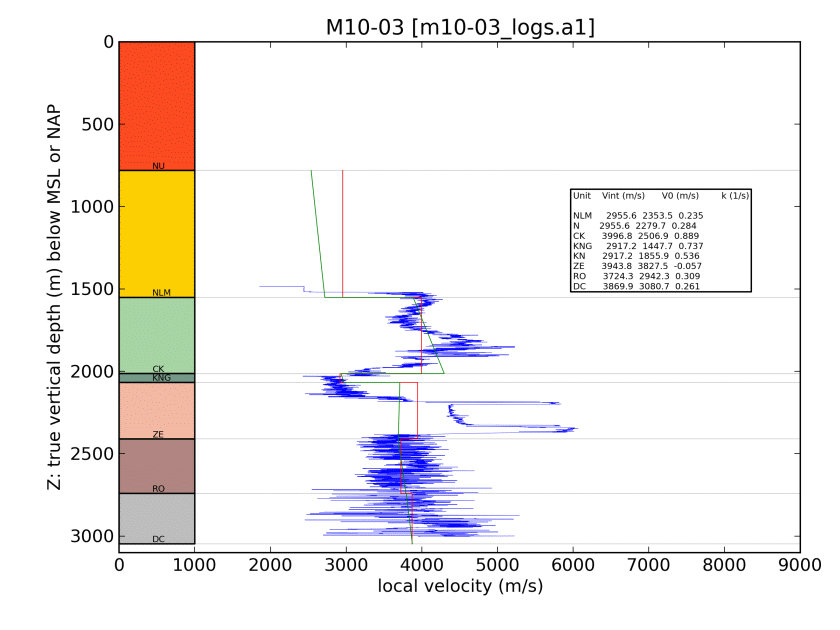 M10-03 [m10-03_logs.a1]
Z: true vertical depth (m) below MSL or NAP
0
500
1000
1500
2000
2500
3000
NU
NLM
CK
KNG
ZE
RO
DC
Unit Vint (m/s) V0 (m/s) k (1/s)
NLM 2955.6 2353.5 0.235
N 2955.6 2279.7 0.284
CK 3996.8 2506.9 0.889
KNG 2917.2 1447.7 0.737
KN 2917.2 1855.9 0.536
ZE 3943.8 3827.5 -0.057
RO 3724.3 2942.3 0.309
DC 3869.9 3080.7 0.261
0 1000 2000 3000 4000 5000 6000 7000 8000 9000
local velocity (m/s)